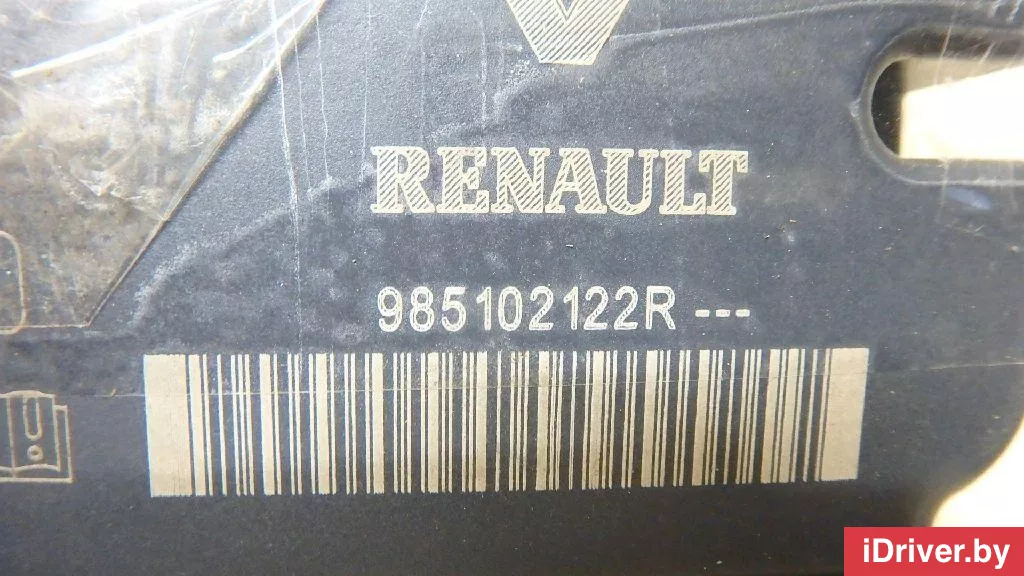 RENAULT
985102122R ---
iDriver.by